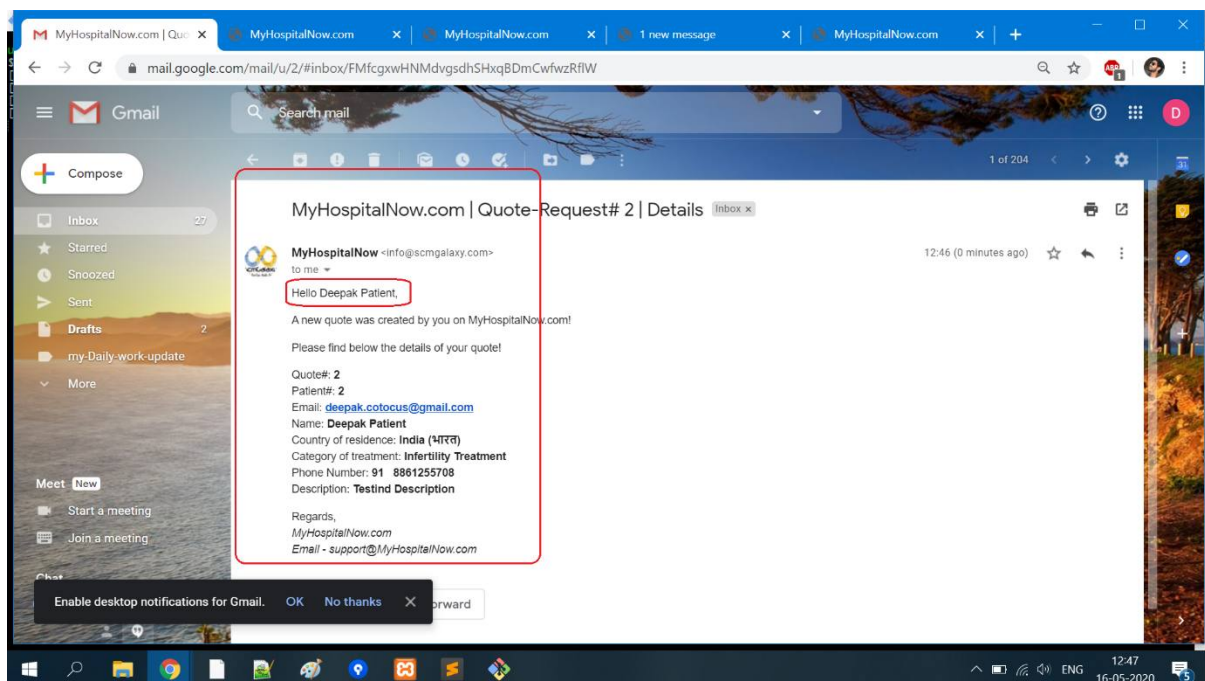 MyHospitalNow.com | Quo
MyHospitalNow.com
MyHospitalNow.com
1 new message
MyHospitalNow.com
mail.google.com/mail/u/2/#inbox/FMfcgxwHNMdvgsdhSHxqBDmCwfwzRflW
ABP
1
Gmail
Search mail
D
Compose
1 of 204
31
Inbox 27
Starred
Snoozed
Sent
Drafts 2
my-Daily-work-update
More
Meet New
Start a meeting
Join a meeting
Chat
MyHospitalNow.com | Quote-Request# 2 | Details Inbox x
MyHospitalNow <info@scmgalaxy.com> 12:46 (0 minutes ago)
to me
Hello Deepak Patient,
A new quote was created by you on MyHospitalNow.com!
Please find below the details of your quote!
Quote#: 2
Patient#: 2
Email: deepak.cotocus@gmail.com
Name: Deepak Patient
Country of residence: India (भारत)
Category of treatment: Infertility Treatment
Phone Number: 91 8861255708
Description: Testind Description
Regards,
MyHospitalNow.com
Email - support@MyHospitalNow.com
Enable desktop notifications for Gmail. OK No thanks
orward
ENG
12:47
16-05-2020
5